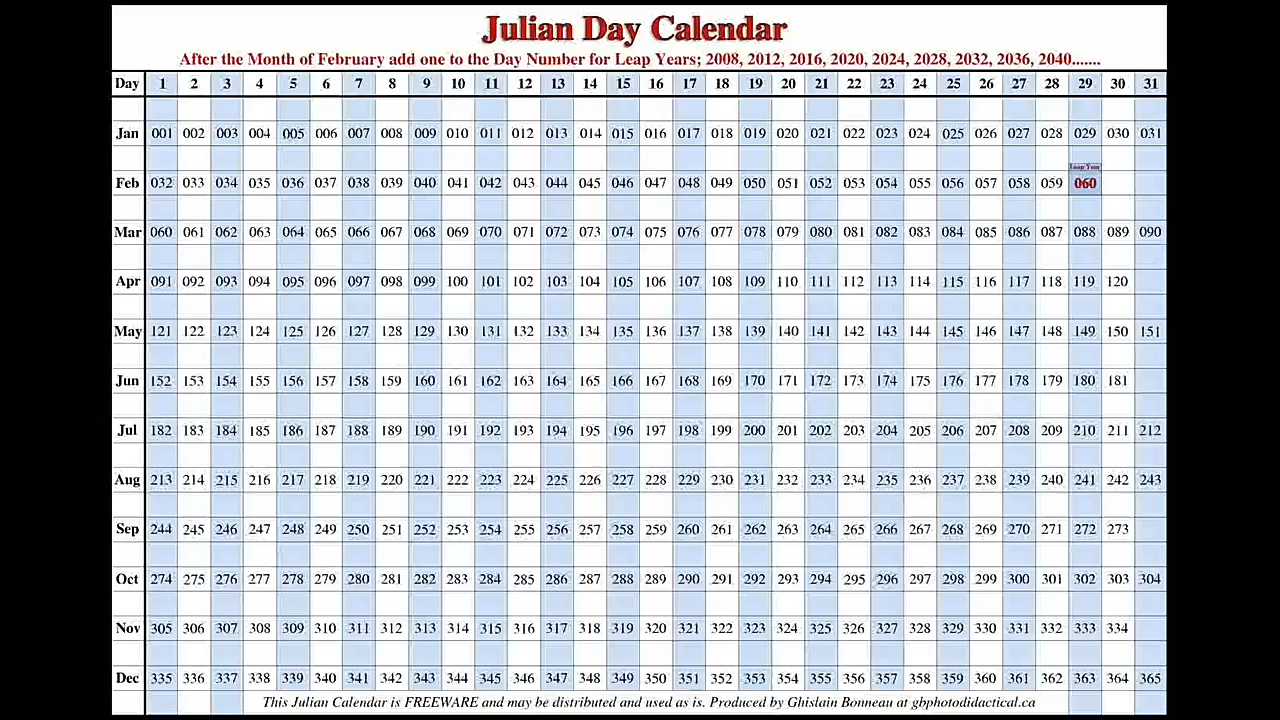 Julian Day Calendar
After the Month of February add one to the Day Number for Leap Years; 2008, 2012, 2016, 2020, 2024, 2028, 2032, 2036, 2040.......
Day 1 2 3 4 5 6 7 8 9 10 11 12 13 14 15 16 17 18 19 20 21 22 23 24 25 26 27 28 29 30 31
Jan 001 002 003 004 005 006 007 008 009 010 011 012 013 014 015 016 017 018 019 020 021 022 023 024 025 026 027 028 029 030 031
Leap Year
Feb 032 033 034 035 036 037 038 039 040 041 042 043 044 045 046 047 048 049 050 051 052 053 054 055 056 057 058 059 060
Mar 060 061 062 063 064 065 066 067 068 069 070 071 072 073 074 075 076 077 078 079 080 081 082 083 084 085 086 087 088 089 090
Apr 091 092 093 094 095 096 097 098 099 100 101 102 103 104 105 106 107 108 109 110 111 112 113 114 115 116 117 118 119 120
May 121 122 123 124 125 126 127 128 129 130 131 132 133 134 135 136 137 138 139 140 141 142 143 144 145 146 147 148 149 150 151
Jun 152 153 154 155 156 157 158 159 160 161 162 163 164 165 166 167 168 169 170 171 172 173 174 175 176 177 178 179 180 181
Jul 182 183 184 185 186 187 188 189 190 191 192 193 194 195 196 197 198 199 200 201 202 203 204 205 206 207 208 209 210 211 212
Aug 213 214 215 216 217 218 219 220 221 222 223 224 225 226 227 228 229 230 231 232 233 234 235 236 237 238 239 240 241 242 243
Sep 244 245 246 247 248 249 250 251 252 253 254 255 256 257 258 259 260 261 262 263 264 265 266 267 268 269 270 271 272 273
Oct 274 275 276 277 278 279 280 281 282 283 284 285 286 287 288 289 290 291 292 293 294 295 296 297 298 299 300 301 302 303 304
Nov 305 306 307 308 309 310 311 312 313 314 315 316 317 318 319 320 321 322 323 324 325 326 327 328 329 330 331 332 333 334
Dec 335 336 337 338 339 340 341 342 343 344 345 346 347 348 349 350 351 352 353 354 355 356 357 358 359 360 361 362 363 364 365
This Julian Calendar is FREEWARE and may be distributed and used as is. Produced by Ghislain Bonneau at gbphotodidactical.ca